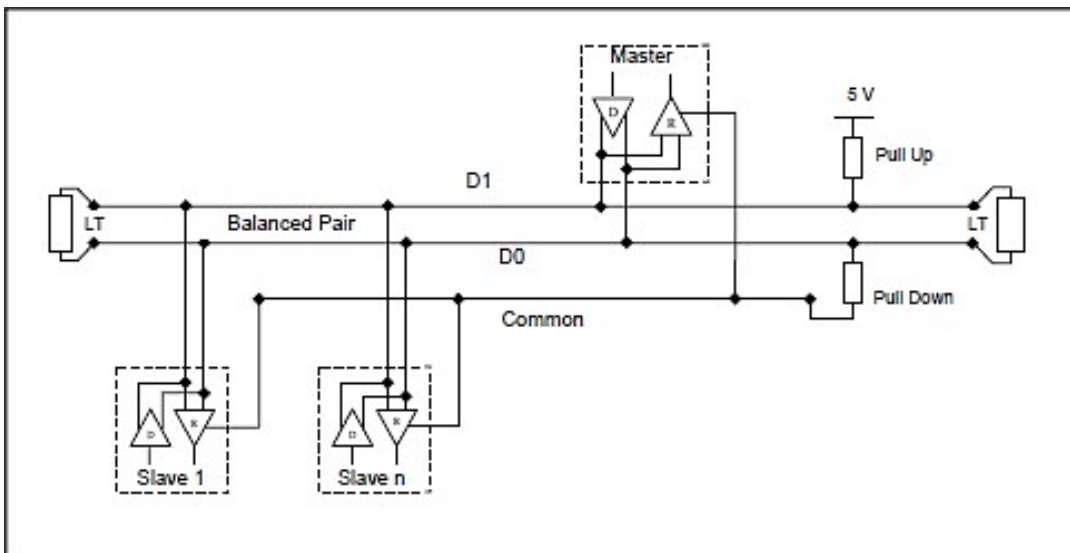 Master
D
R
5 V
Pull Up
D1
LT
Balanced Pair
LT
D0
Pull Down
Common
D
R
D
R
Slave 1
Slave n